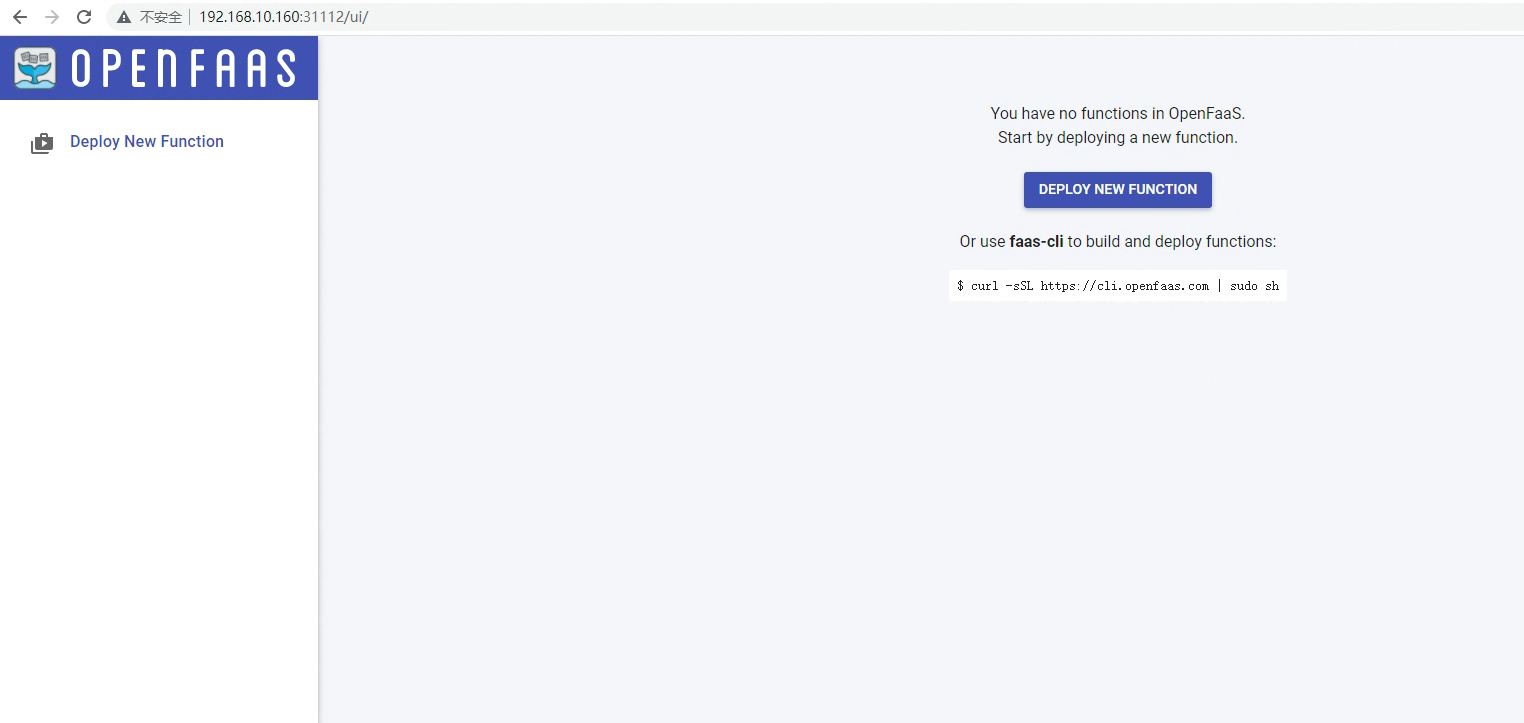 不安全 192.168.10.160:31112/ui/
OPENFAAS
Deploy New Function
You have no functions in OpenFaaS.
Start by deploying a new function.
DEPLOY NEW FUNCTION
Or use faas-cli to build and deploy functions:
$ curl -sSL https://cli.openfaas.com | sudo sh